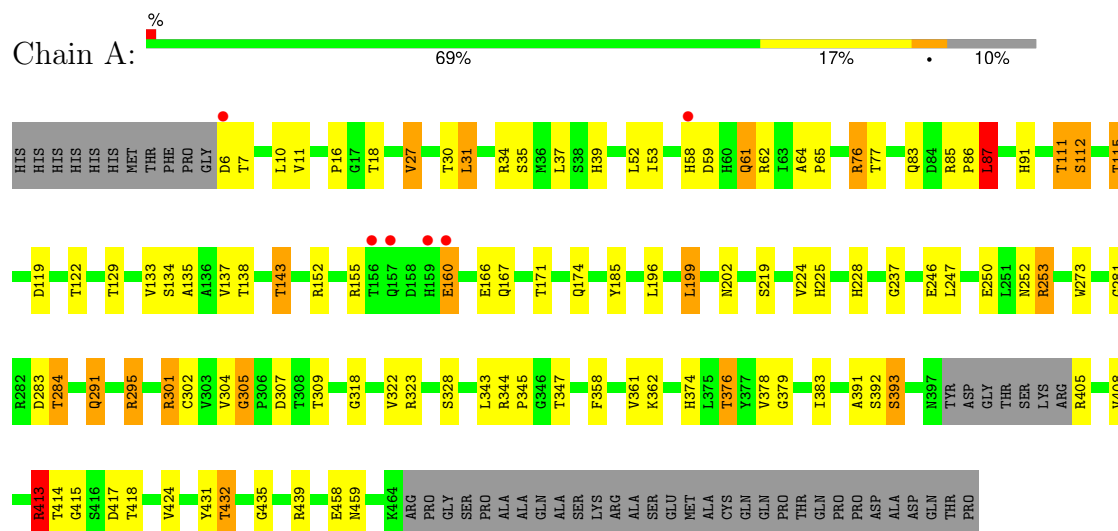 %
Chain A:
69% 17% • 10%
HIS HIS HIS HIS HIS HIS MET THR PHE PRO GLY D6 T7 L10 V11 P16 G17 T18 V27 T30 L31 R34 S35 M36 L37 S38 H39 L52 I53 H58 D59 H60 Q61 R62 I63 A64 P65 R76 T77 Q83 D84 R85 P86 L87 H91 T111 S112 T115
D119 T122 T129 V133 S134 A135 A136 V137 T138 T143 R152 R155 T156 Q157 D158 H159 E160 E166 Q167 T171 Q174 Y185 L196 L199 N202 S219 V224 H225 H228 G237 E246 L247 E250 L251 N252 R253 W273 G281
R282 D283 T284 Q291 R295 R301 C302 V303 V304 G305 P306 D307 T308 T309 G318 V322 R323 S328 L343 R344 P345 G346 T347 F358 V361 K362 H374 L375 T376 Y377 V378 G379 I383 A391 S392 S393 N397 TYR ASP GLY THR SER LYS ARG R405 V408
R413 T414 G415 S416 D417 T418 V424 Y431 T432 G435 R439 E458 N459 K464 ARG PRO GLY SER PRO ALA ALA GLN ALA SER LYS ARG ALA SER GLU MET ALA CYS GLN GLN PRO THR GLN PRO PRO ASP ALA ASP GLN THR PRO